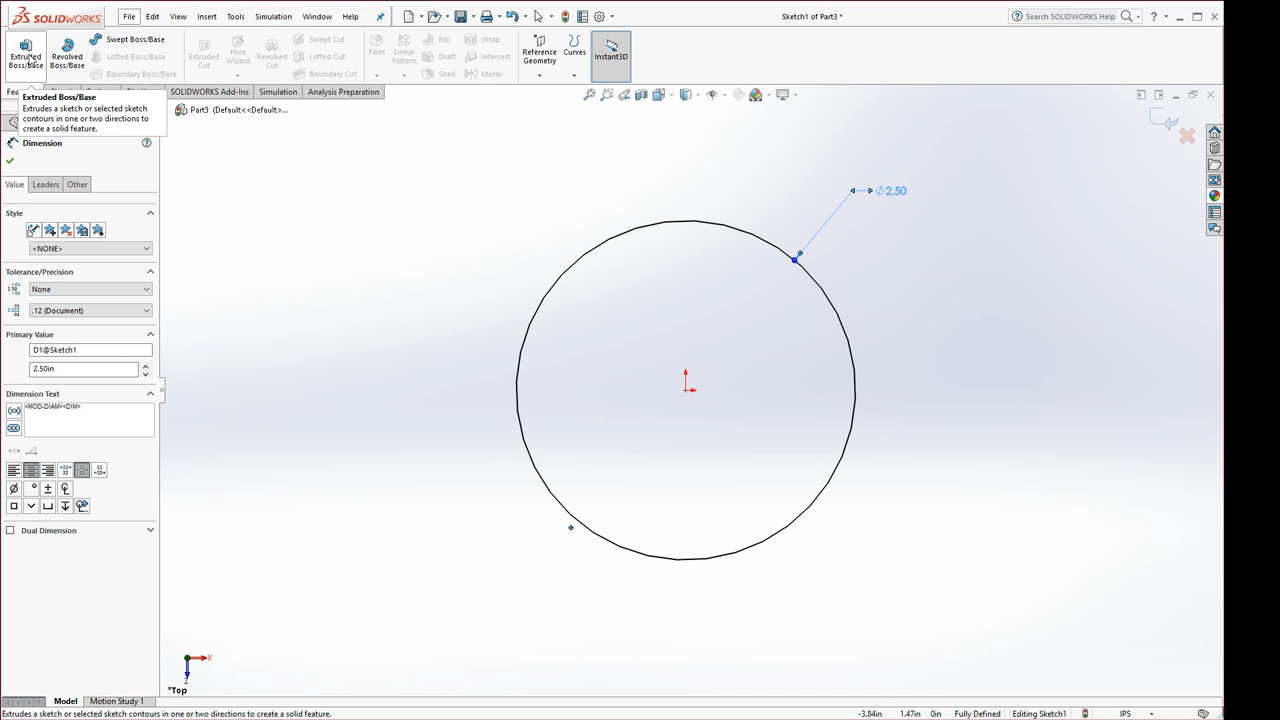 SOLIDWORKS
File
Edit
View
Insert
Tools
Simulation
Window
Help
Sketch1 of Part3 *
Search SOLIDWORKS Help
?
Extruded
Boss/Base
Revolved
Boss/Base
Swept Boss/Base
Lofted Boss/Base
Boundary Boss/Base
Extruded
Cut
Hole
Wizard
Revolved
Cut
Swept Cut
Lofted Cut
Boundary Cut
Fillet
Linear
Pattern
Rib
Draft
Shell
Wrap
Intersect
Mirror
Reference
Geometry
Curves
Instant3D
SOLIDWORKS Add-Ins
Simulation
Analysis Preparation
Extruded Boss/Base
Extrudes a sketch or selected sketch
contours in one or two directions to
create a solid feature.
Part3 (Default<<Default>...
Dimension
Value
Leaders
Other
Style
<NONE>
Tolerance/Precision
None
.12 (Document)
Primary Value
D1@Sketch1
2.50in
Dimension Text
<MOD-DIAM><DIM>
Dual Dimension
∅2.50
X
Z
*Top
Model
Motion Study 1
Extrudes a sketch or selected sketch contours in one or two directions to create a solid feature.
-3.84in
1.47in
0in
Fully Defined
Editing Sketch1
IPS